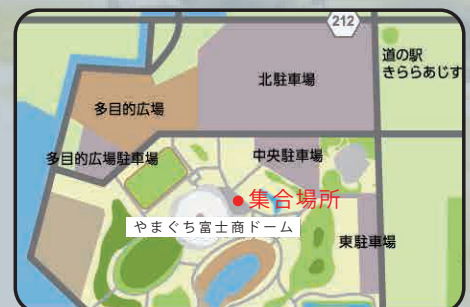 212
道の駅
きららあじす
北駐車場
多目的広場
多目的広場駐車場
中央駐車場
集合場所
やまぐち富士商ドーム
東駐車場